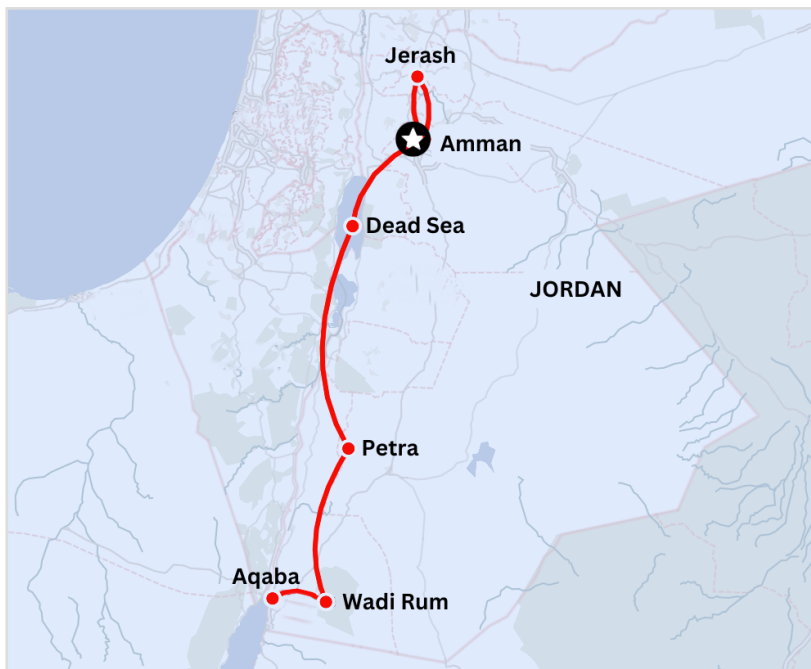 Jerash
Amman
Dead Sea
JORDAN
Petra
Aqaba
Wadi Rum